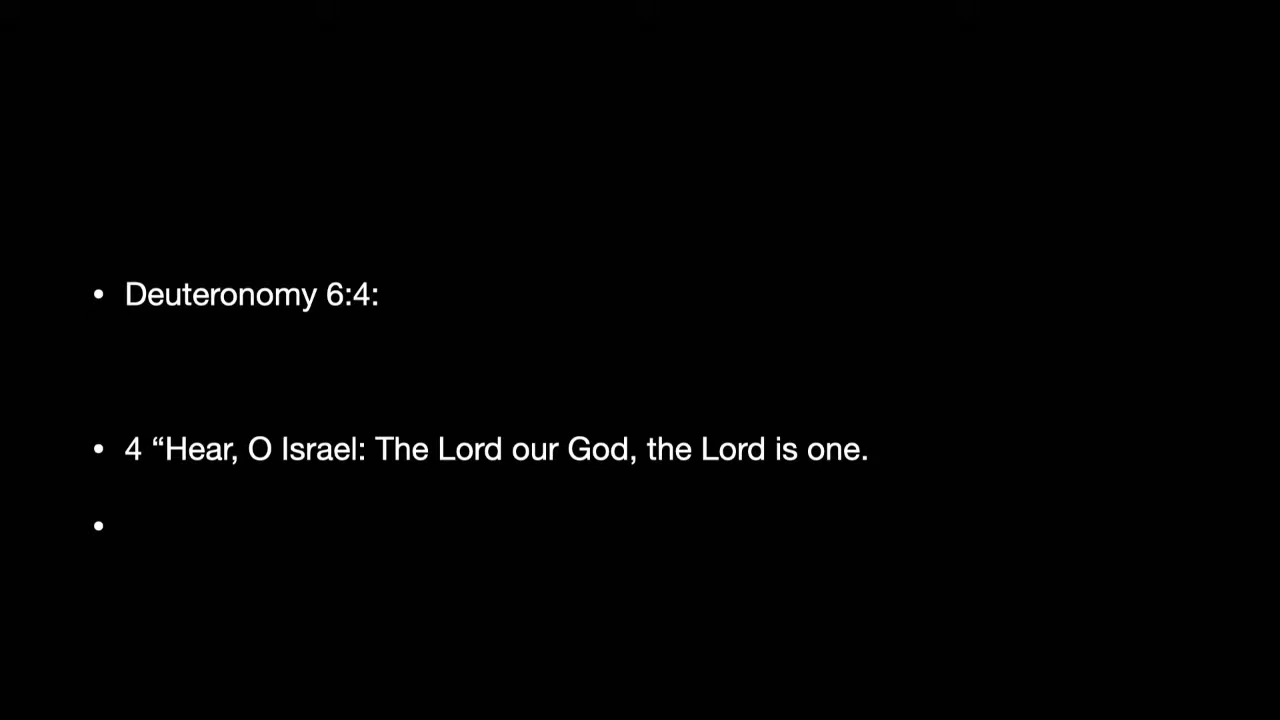 • Deuteronomy 6:4:
• 4 “Hear, O Israel: The Lord our God, the Lord is one.
•